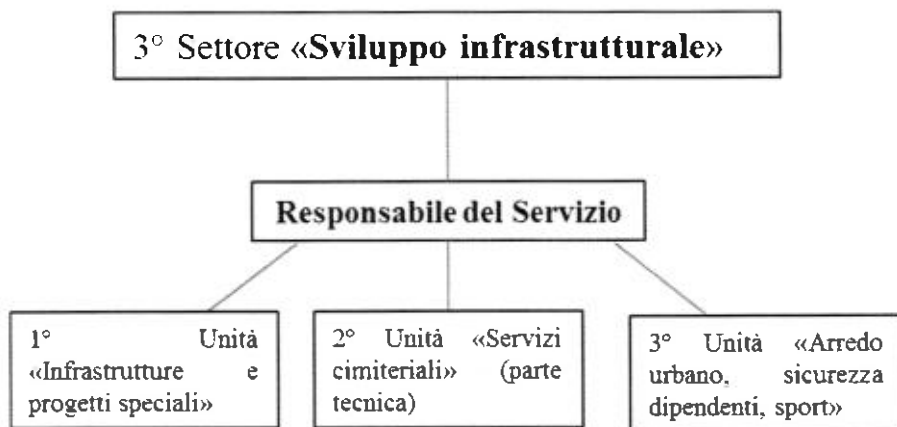 3° Settore «Sviluppo infrastrutturale»
Responsabile del Servizio
1° Unità
«Infrastrutture e
progetti speciali»
2° Unità «Servizi
cimiteriali» (parte
tecnica)
3° Unità «Arredo
urbano, sicurezza
dipendenti, sport»